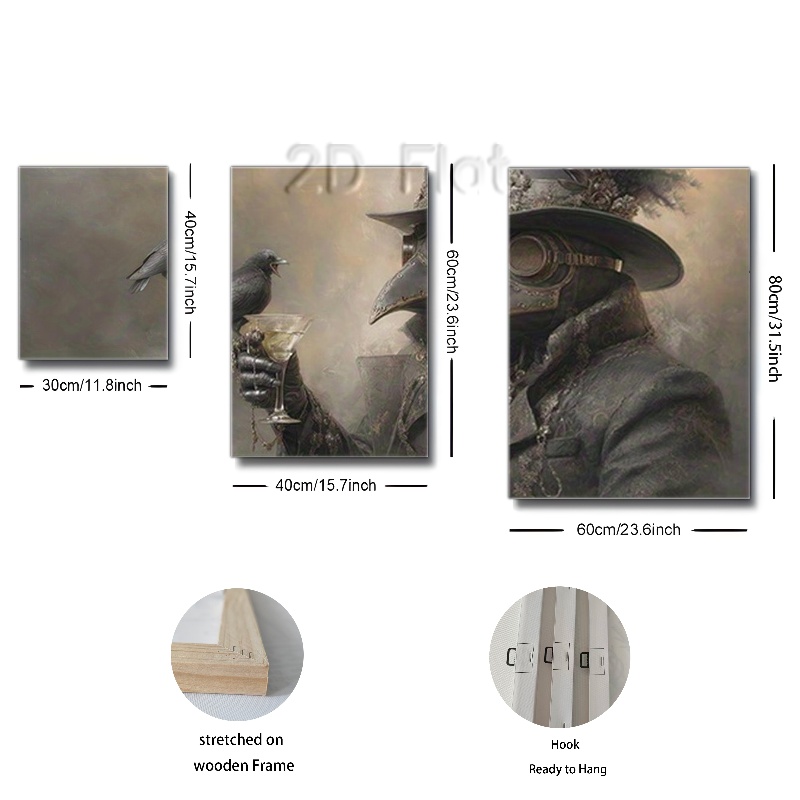 2D Flat
40cm/15.7inch
30cm/11.8inch
60cm/23.6inch
40cm/15.7inch
80cm/31.5inch
60cm/23.6inch
stretched on
wooden Frame
Hook
Ready to Hang